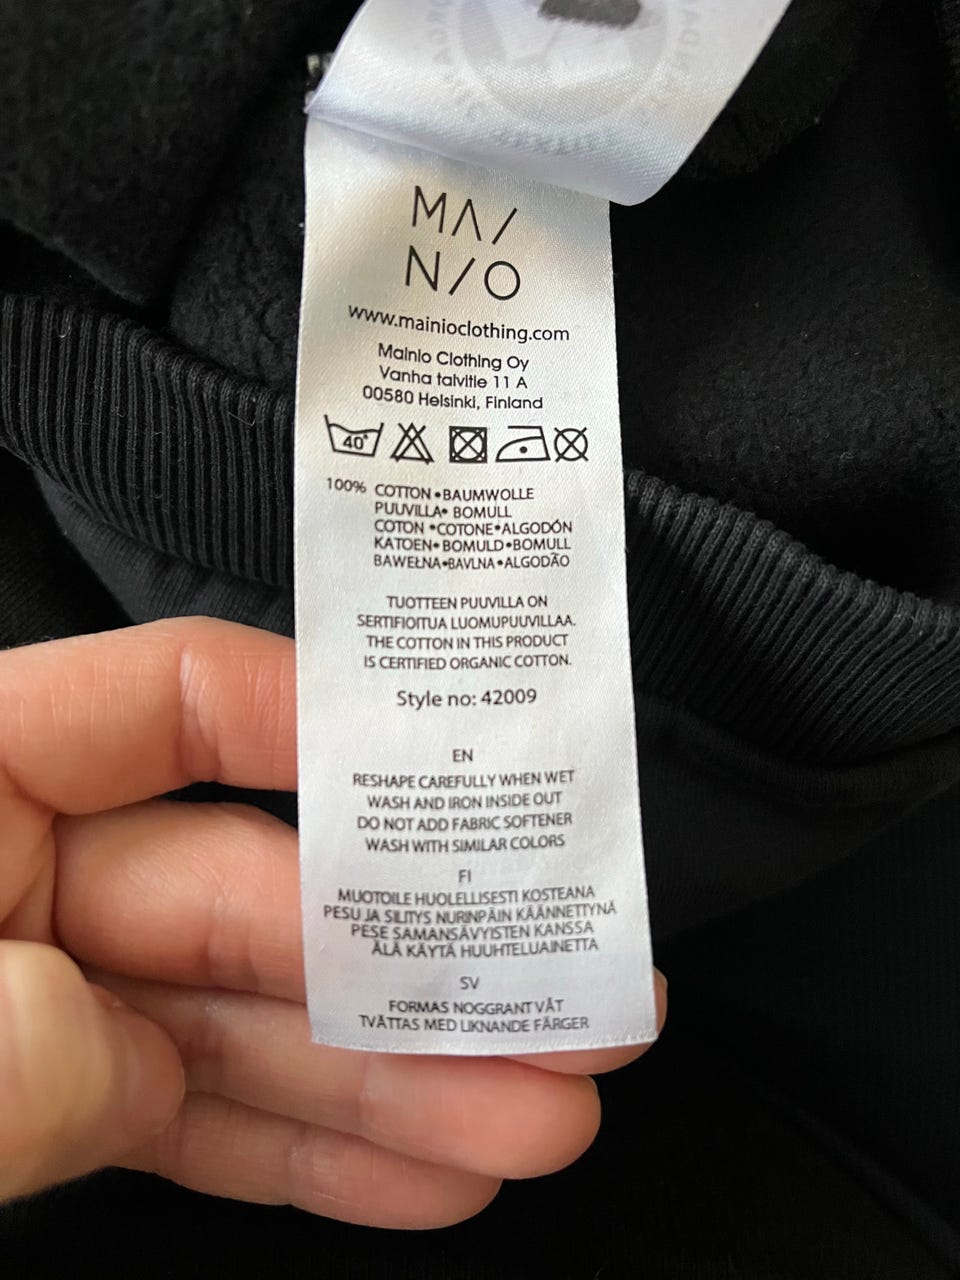 MAI
NIO
www.mainioclothing.com
Mainio Clothing Oy
Vanha talvitie 11 A
00580 Helsinki, Finland
40°
100% COTTON•BAUMWOLLE
PUUVILLA• BOMULL
COTON •COTONE•ALGODÓN
KATOEN•BOMULD•BOMULL
BAWEŁNA•BAVLNA•ALGODÃO
TUOTTEEN PUUVILLA ON
SERTIFIOITUA LUOMUPUUVILLAA.
THE COTTON IN THIS PRODUCT
IS CERTIFIED ORGANIC COTTON.
Style no: 42009
EN
RESHAPE CAREFULLY WHEN WET
WASH AND IRON INSIDE OUT
DO NOT ADD FABRIC SOFTENER
WASH WITH SIMILAR COLORS
FI
MUOTOILE HUOLELLISESTI KOSTEANA
PESU JA SILITYS NURINPÄIN KÄÄNNETTYNÄ
PESE SAMANSÄVYISTEN KANSSA
ÄLÄ KÄYTÄ HUUHTELUAINETTA
SV
FORMAS NOGGRANT VÅT
TVÄTTAS MED LIKNANDE FÄRGER